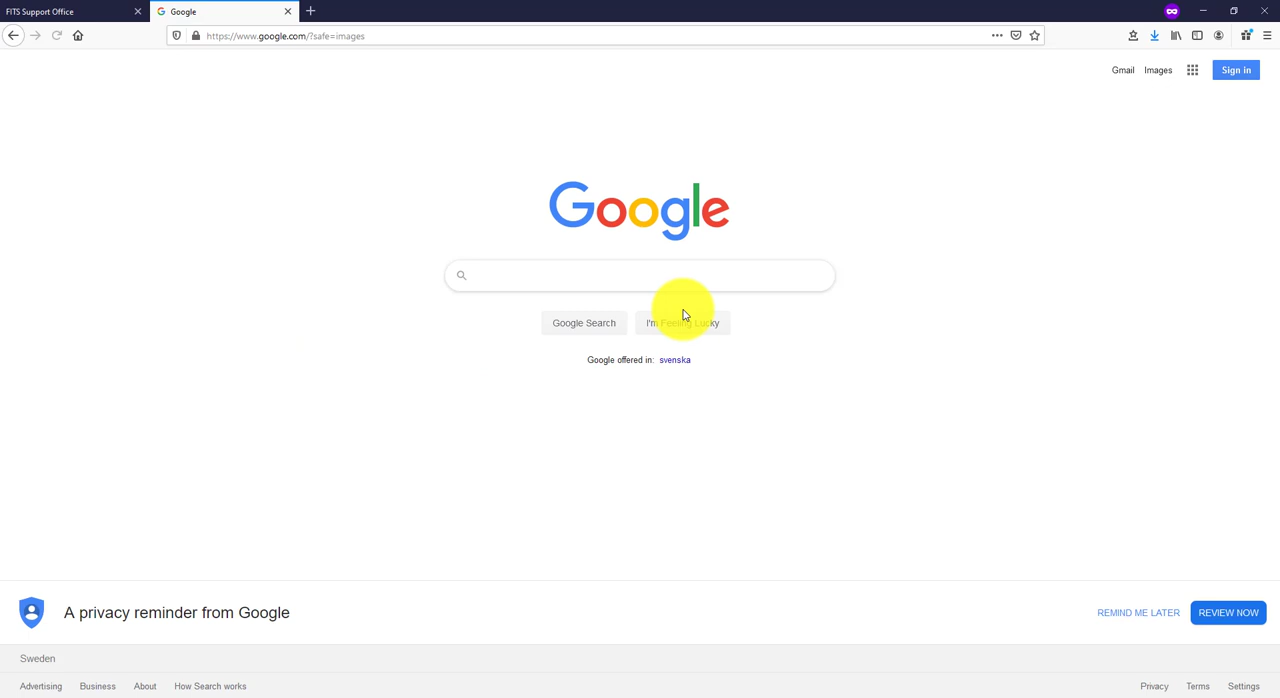 FITS Support Office
Google
https://www.google.com/?safe=images
Gmail Images Sign in
Google
Google Search I'm Feeling Lucky
Google offered in: svenska
A privacy reminder from Google
REMIND ME LATER REVIEW NOW
Sweden
Advertising Business About How Search works Privacy Terms Settings